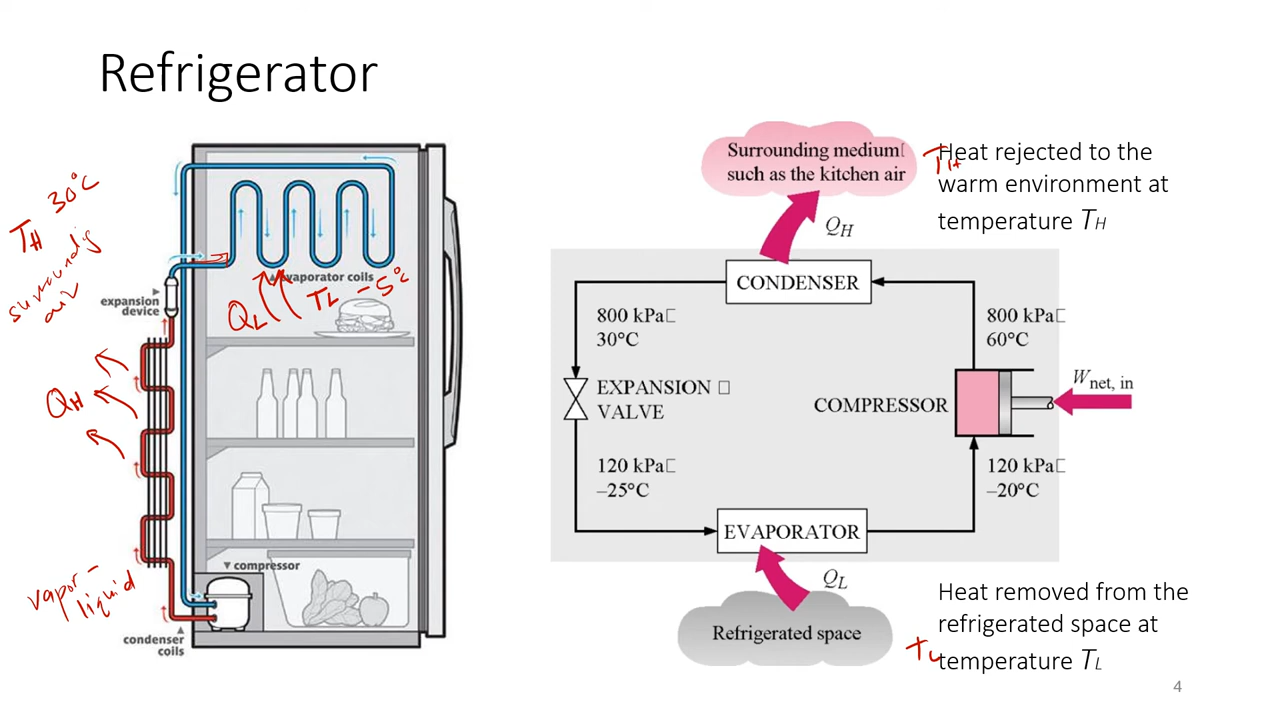 Refrigerator
TH 30°C
surrounding
air
expansion
device
QH
vapor –
liquid
condenser
coils
evaporator coils
QL TL –5°C
compressor
Surrounding medium
such as the kitchen air
TH
Heat rejected to the
warm environment at
temperature TH
QH
CONDENSER
800 kPa
30°C
800 kPa
60°C
EXPANSION
VALVE
COMPRESSOR
Wnet, in
120 kPa
–25°C
120 kPa
–20°C
EVAPORATOR
QL
Refrigerated space
TL
Heat removed from the
refrigerated space at
temperature TL
4